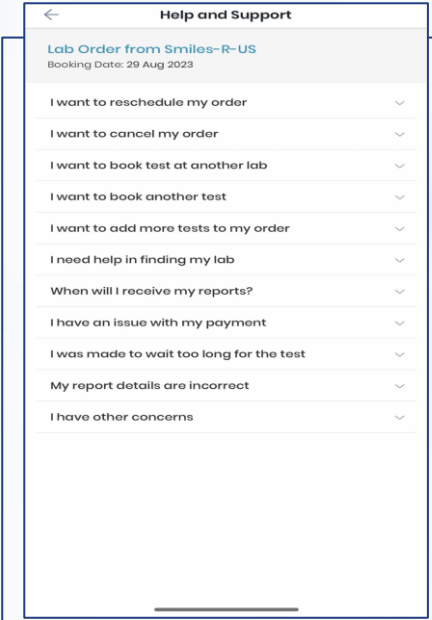 Help and Support
Lab Order from Smiles-R-US
Booking Date: 29 Aug 2023
I want to reschedule my order
I want to cancel my order
I want to book test at another lab
I want to book another test
I want to add more tests to my order
I need help in finding my lab
When will I receive my reports?
I have an issue with my payment
I was made to wait too long for the test
My report details are incorrect
I have other concerns